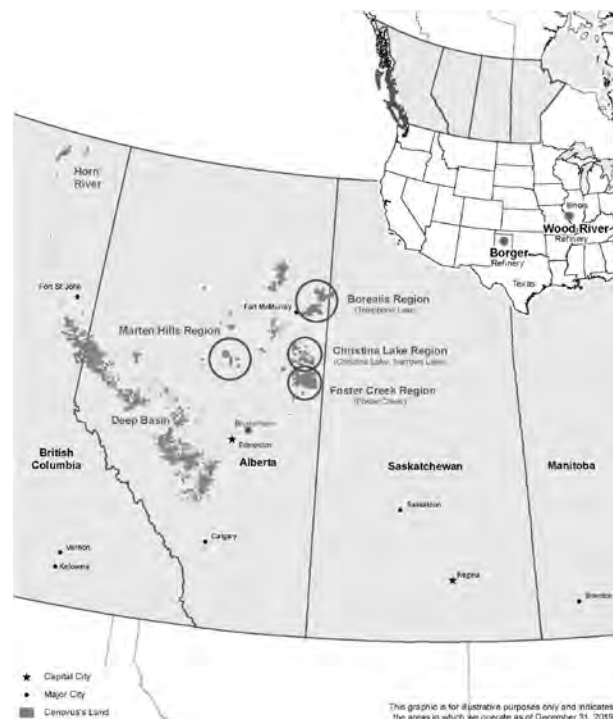 Horn
River
Fort St John
Fort McMurray
Borealis Region
(Telephone Lake)
Marten Hills Region
Christina Lake Region
(Christina Lake, Narrows Lake)
Foster Creek Region
(Foster Creek)
Deep Basin
Bruderheim
Edmonton
British
Columbia
Alberta
Saskatchewan
Manitoba
Saskatoon
Calgary
Vernon
Kelowna
Regina
Brandon
Illinois
Wood River
Refinery
Borger
Refinery
Texas
Capital City
Major City
Cenovus's Land
This graphic is for illustrative purposes only and indicates
the areas in which we operate as of December 31, 2019